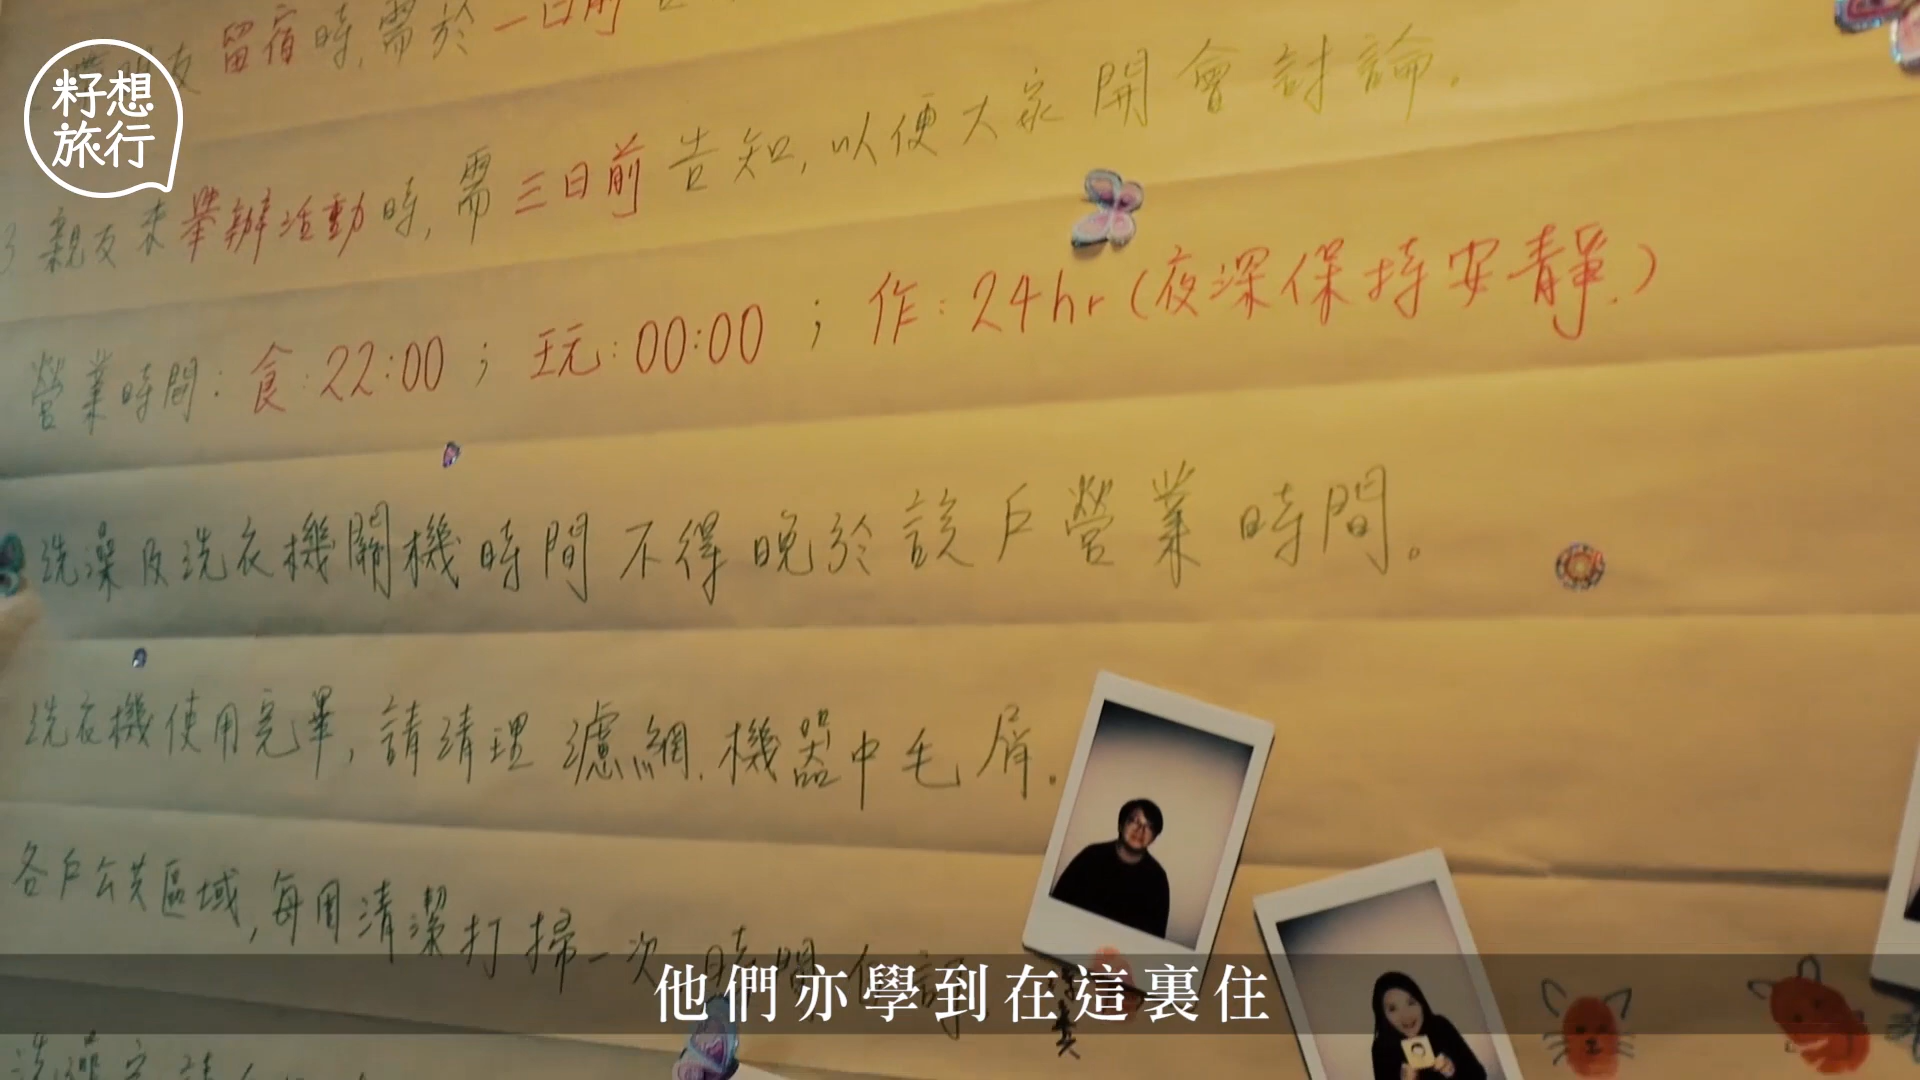 籽想
旅行
留宿時,需於一日前
3 親友來舉辦活動時,需三日前告知,以便大家開會討論。
營業時間:食:22:00;玩:00:00;作:24hr(夜深保持安靜.)
洗澡及洗衣機關機時間不得晚於該戶營業時間。
洗衣機使用完畢,請清理濾網.機器中毛屑.
各戶公共區域,每周清潔打掃一次
他們亦學到在這裏住